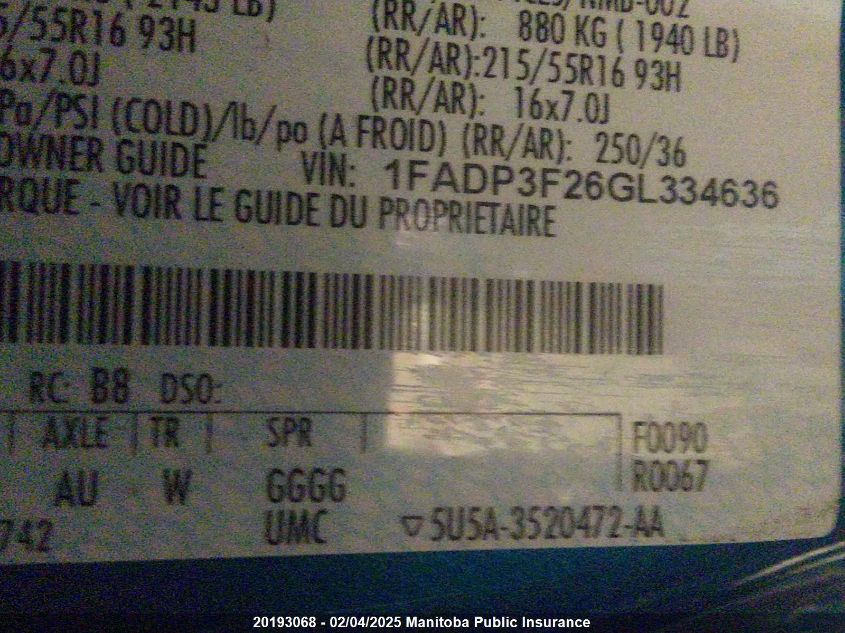 (RR/AR): 880 KG ( 1940 LB)
5/55R16 93H (RR/AR):215/55R16 93H
6x7.0J (RR/AR): 16x7.0J
Pa/PSI (COLD)/lb/po (A FROID) (RR/AR): 250/36
OWNER GUIDE VIN: 1FADP3F26GL334636
RQUE - VOIR LE GUIDE DU PROPRIETAIRE
RC: B8 DSO:
AXLE TR SPR F0090
AU W GGGG R0067
742 UMC ▽5U5A-3520472-AA
20193068 - 02/04/2025 Manitoba Public Insurance